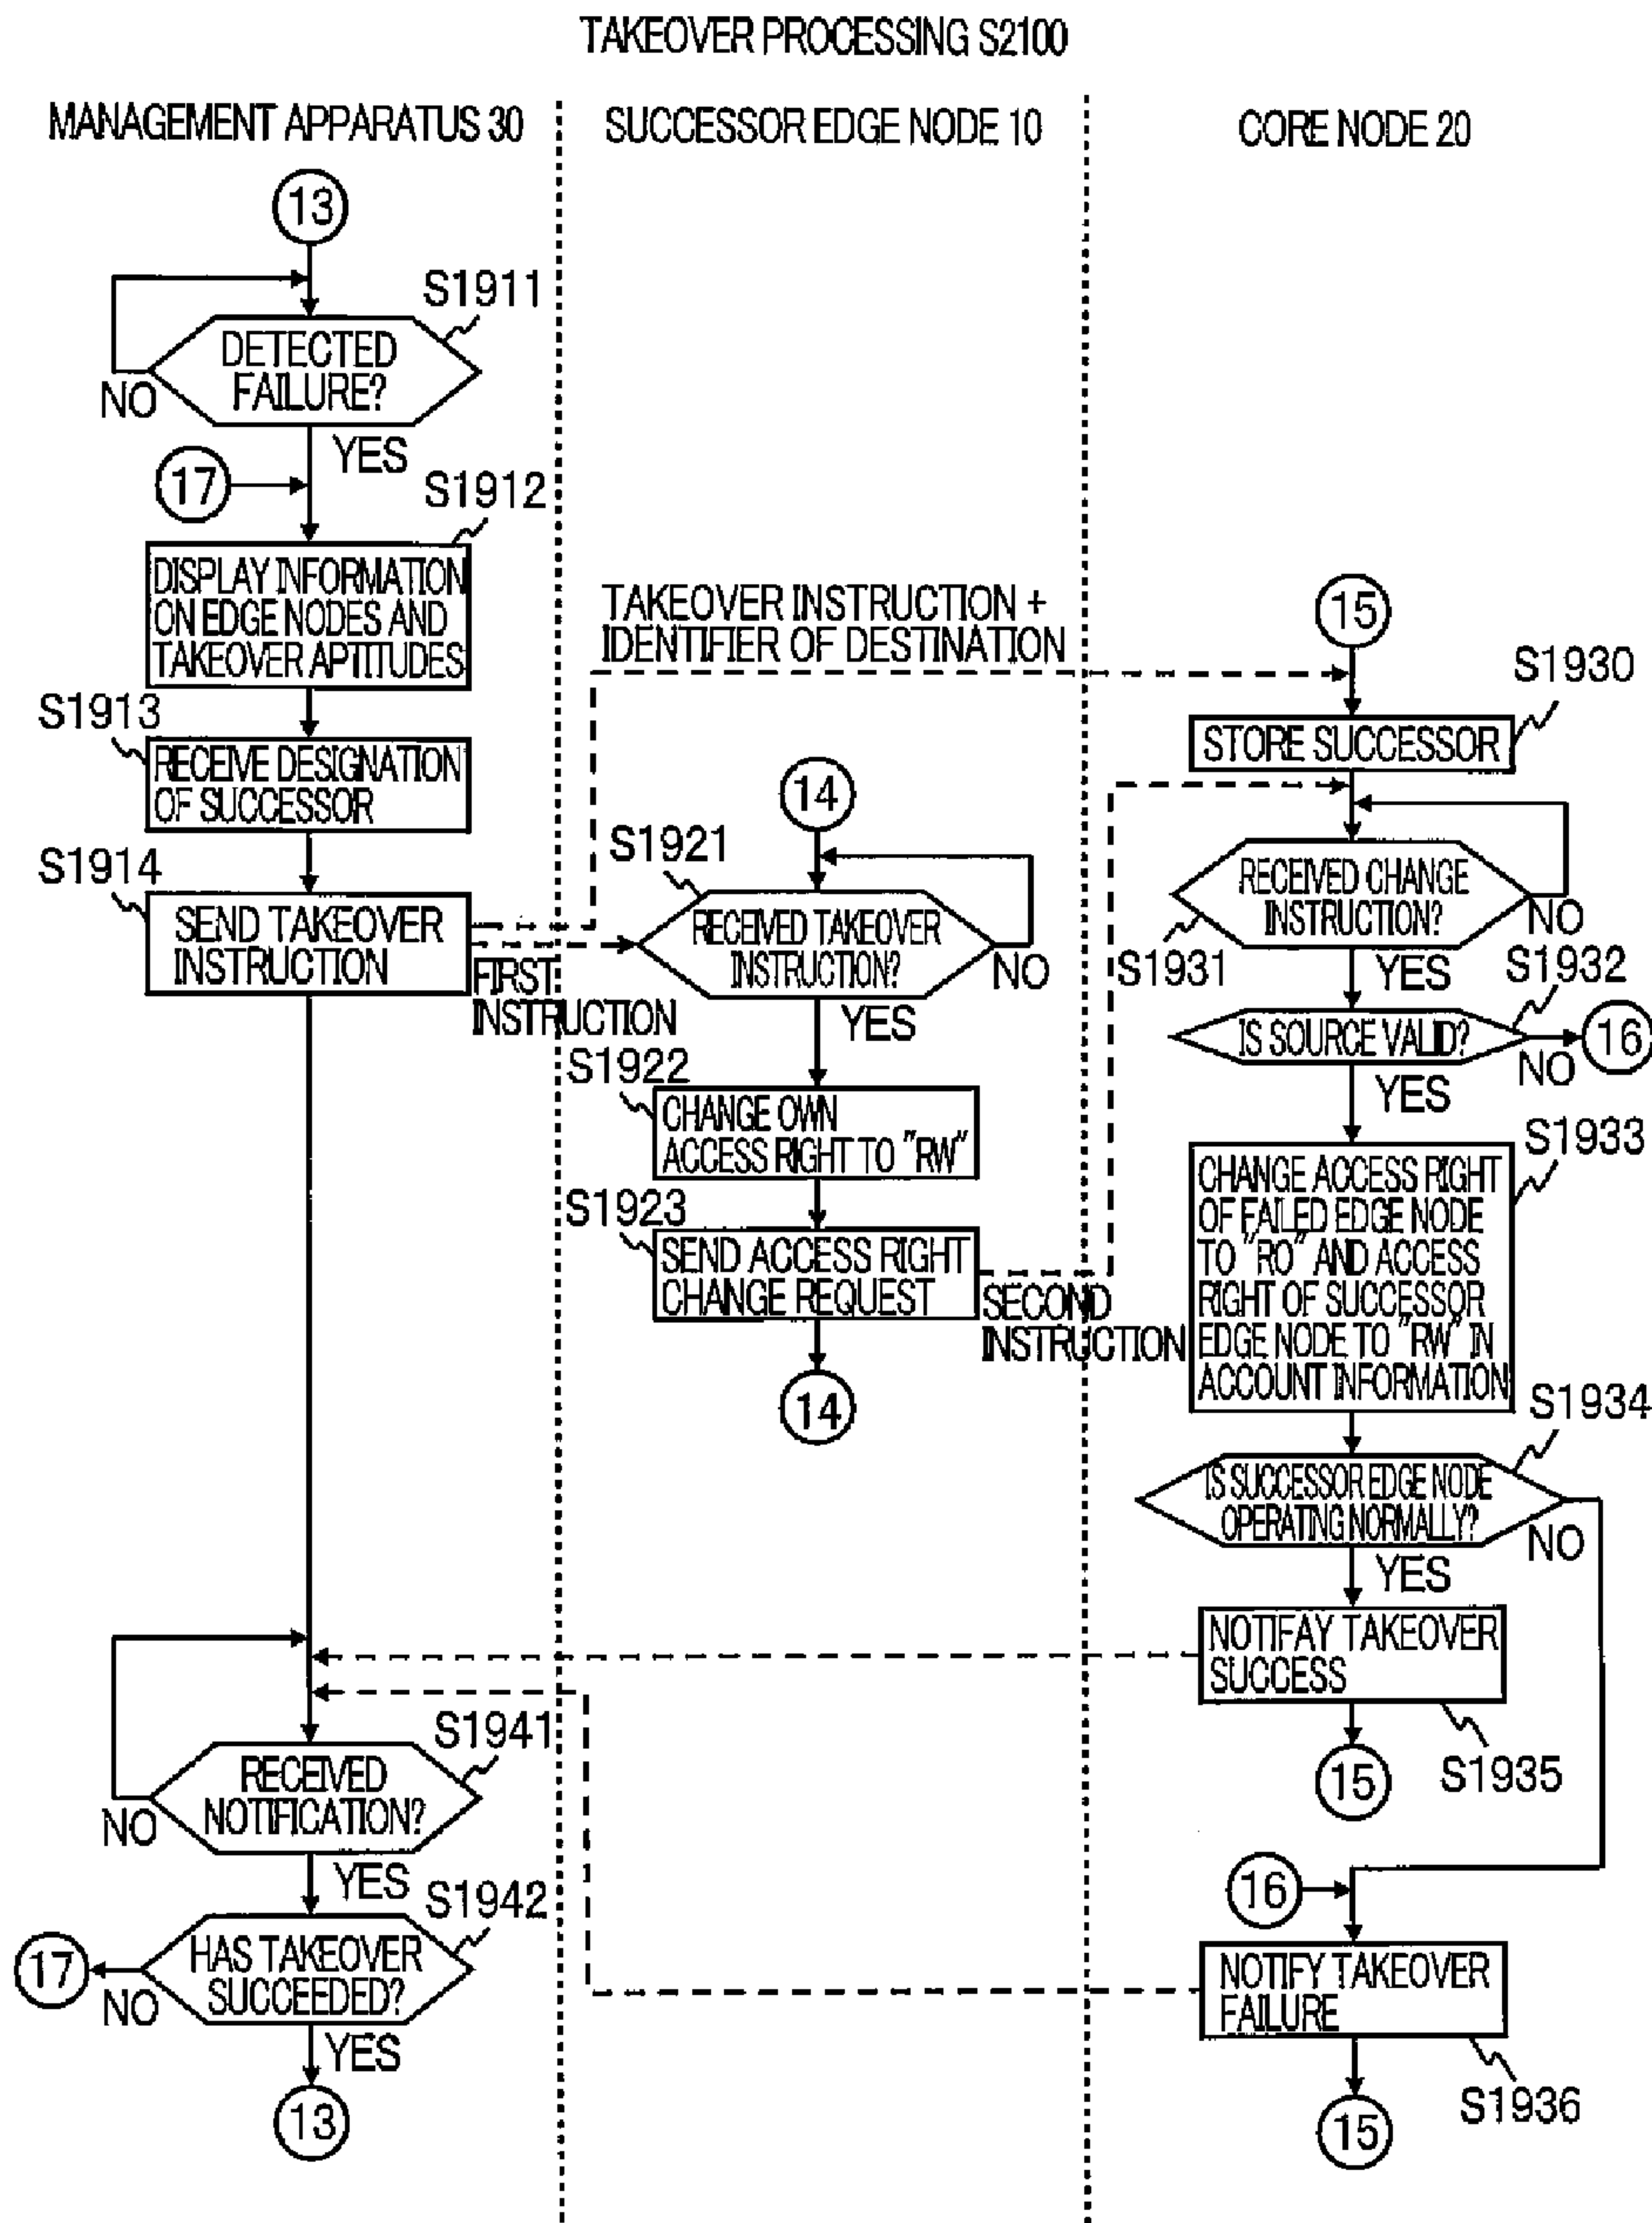 TAKEOVER PROCESSING S2100
MANAGEMENT APPARATUS 30
SUCCESSOR EDGE NODE 10
CORE NODE 20
13
S1911
DETECTED
FAILURE?
NO
YES
17
S1912
DISPLAY INFORMATION
ON EDGE NODES AND
TAKEOVER APTITUDES
S1913
RECEIVE DESIGNATION
OF SUCCESSOR
S1914
SEND TAKEOVER
INSTRUCTION
FIRST
INSTRUCTION
TAKEOVER INSTRUCTION +
IDENTIFIER OF DESTINATION
14
S1921
RECEIVED TAKEOVER
INSTRUCTION?
NO
YES
S1922
CHANGE OWN
ACCESS RIGHT TO "RW"
S1923
SEND ACCESS RIGHT
CHANGE REQUEST
SECOND
INSTRUCTION
14
15
S1930
STORE SUCCESSOR
RECEIVED CHANGE
INSTRUCTION?
NO
S1931
YES
S1932
IS SOURCE VALID?
16
NO
YES
S1933
CHANGE ACCESS RIGHT
OF FAILED EDGE NODE
TO "RO" AND ACCESS
RIGHT OF SUCCESSOR
EDGE NODE TO "RW" IN
ACCOUNT INFORMATION
S1934
IS SUCCESSOR EDGE NODE
OPERATING NORMALLY?
NO
YES
NOTIFAY TAKEOVER
SUCCESS
S1935
15
16
NOTIFY TAKEOVER
FAILURE
S1936
15
S1941
RECEIVED
NOTIFICATION?
NO
YES
S1942
HAS TAKEOVER
SUCCEEDED?
17
NO
YES
13